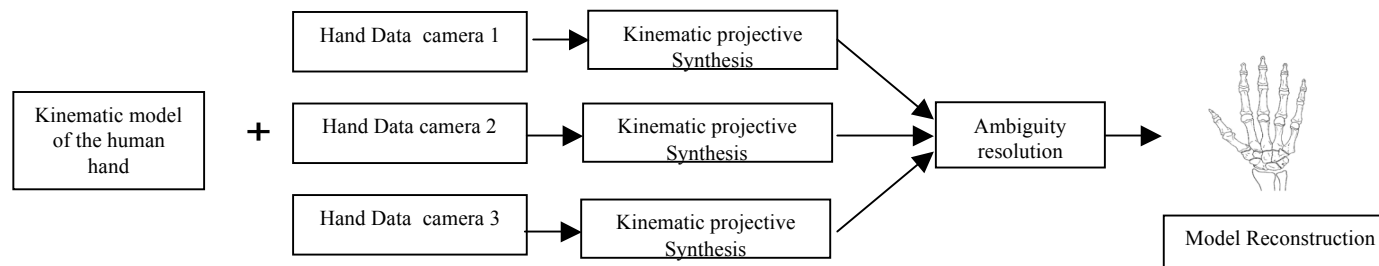 Kinematic model
of the human
hand
+
Hand Data camera 1
Kinematic projective
Synthesis
Hand Data camera 2
Kinematic projective
Synthesis
Hand Data camera 3
Kinematic projective
Synthesis
Ambiguity
resolution
Model Reconstruction